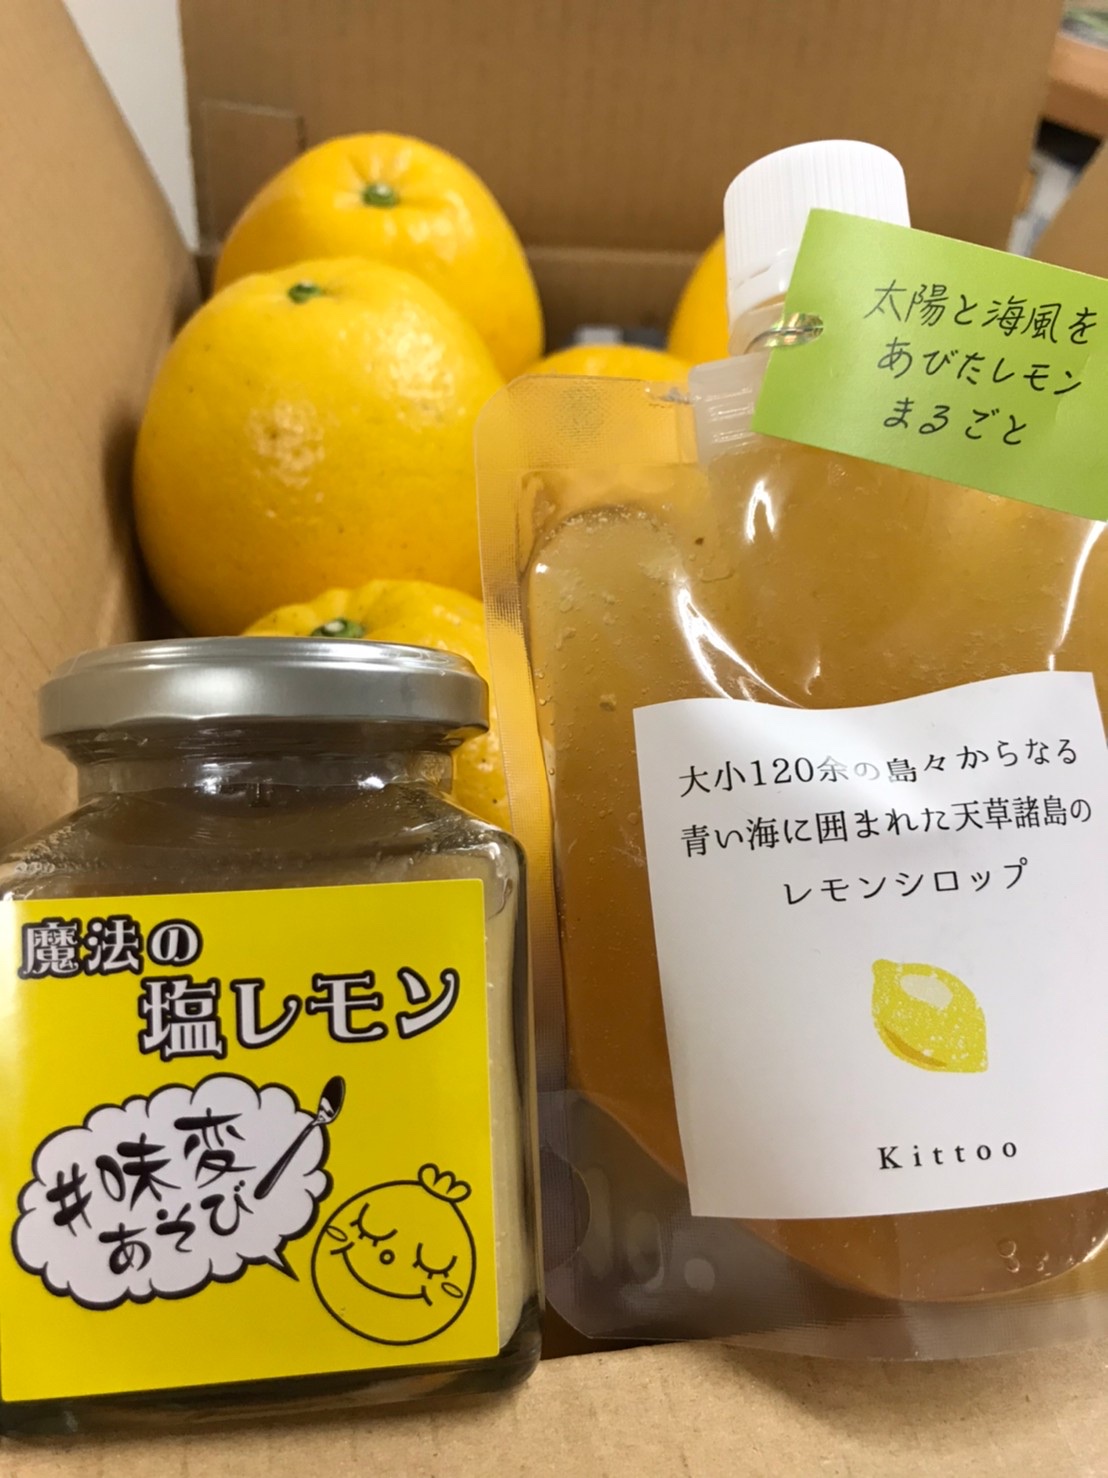 太陽と海風を
あびたレモン
まるごと
大小120余の島々からなる
青い海に囲まれた天草諸島の
レモンシロップ
Kittoo
魔法の
塩レモン
#味変
あそび